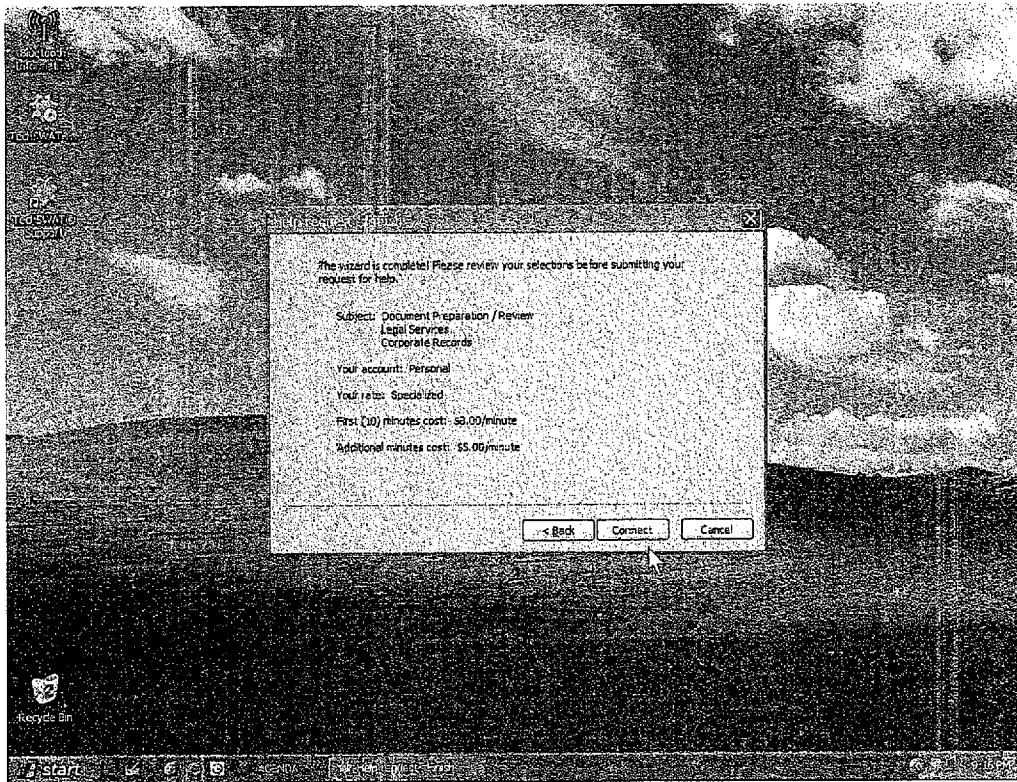 The wizard is complete! Please review your selections before submitting your
request for help.
Subject: Document Preparation / Review
Legal Services
Corporate Records
Your account: Personal
Your rate: Specialized
First (10) minutes cost: /minute
Additional minutes cost: $5.00/minute
< Back
Connect
Cancel
Recycle Bin
start